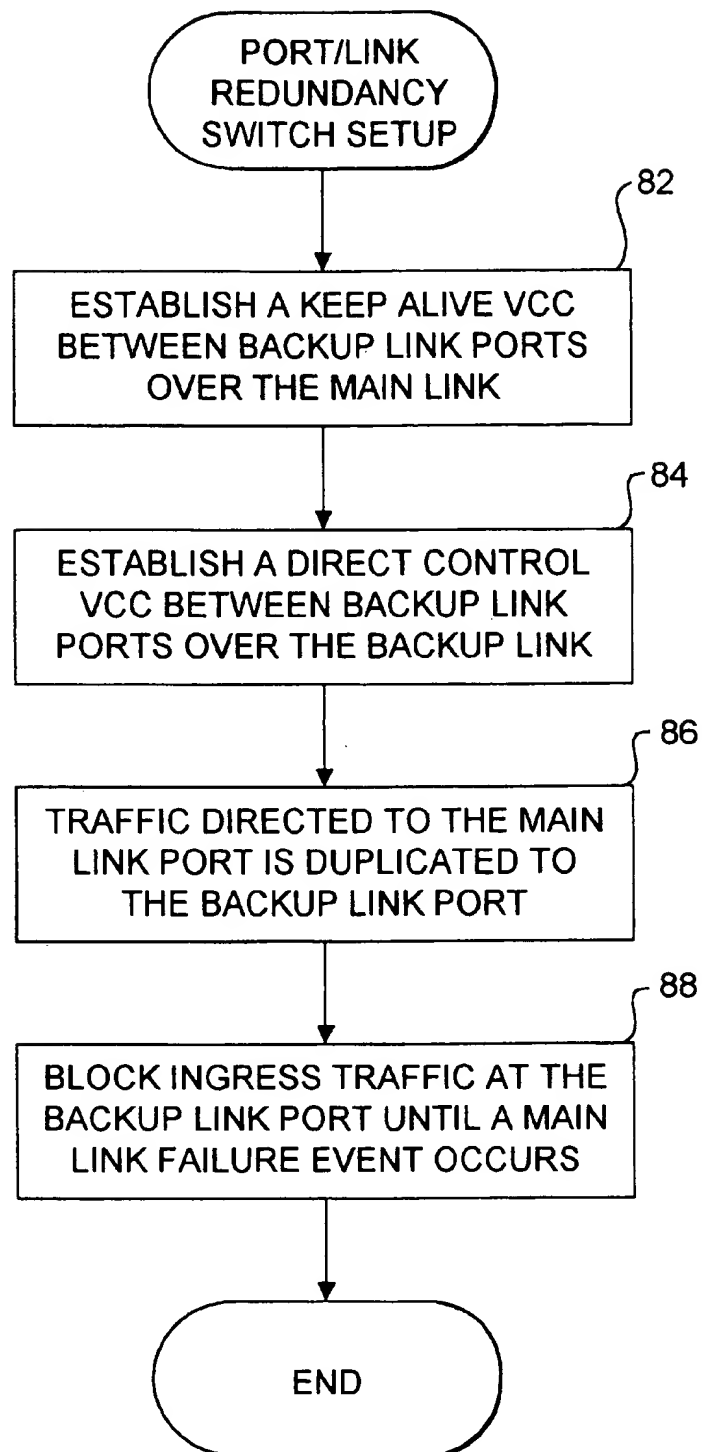 PORT/LINK
REDUNDANCY
SWITCH SETUP
82
ESTABLISH A KEEP ALIVE VCC
BETWEEN BACKUP LINK PORTS
OVER THE MAIN LINK
84
ESTABLISH A DIRECT CONTROL
VCC BETWEEN BACKUP LINK
PORTS OVER THE BACKUP LINK
86
TRAFFIC DIRECTED TO THE MAIN
LINK PORT IS DUPLICATED TO
THE BACKUP LINK PORT
88
BLOCK INGRESS TRAFFIC AT THE
BACKUP LINK PORT UNTIL A MAIN
LINK FAILURE EVENT OCCURS
END